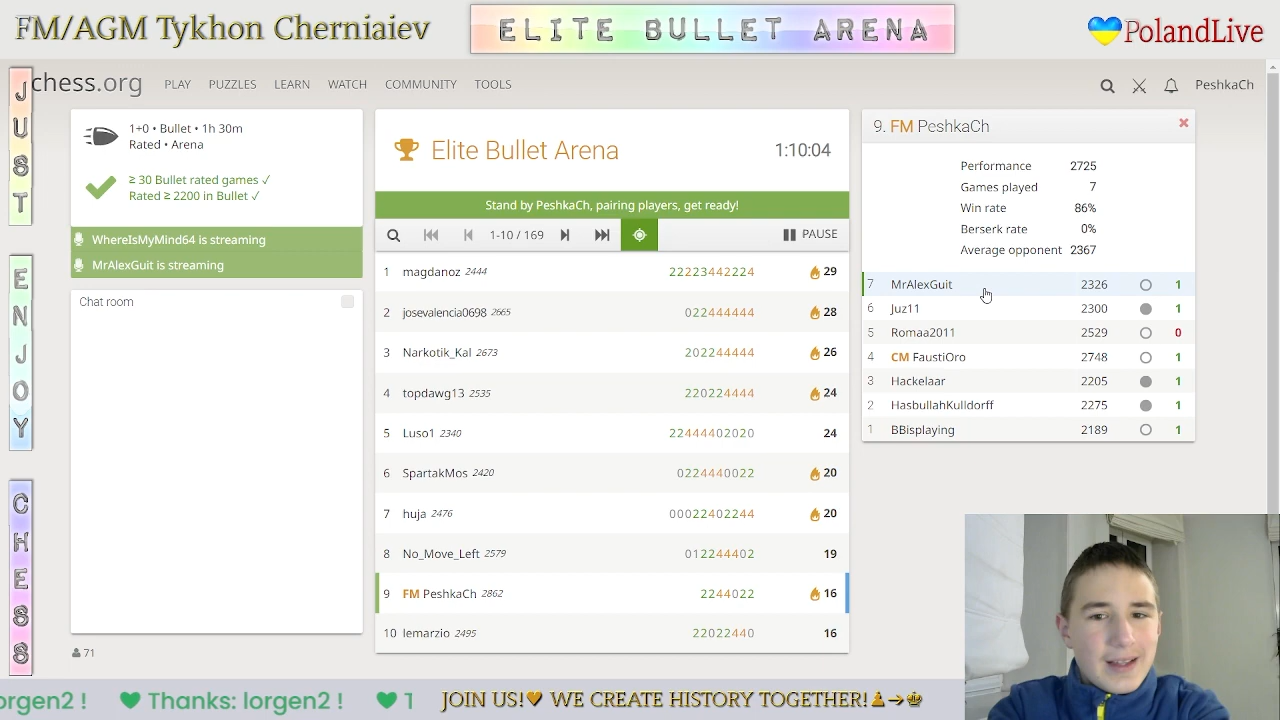 FM/AGM Tykhon Cherniaiev
ELITE BULLET ARENA
PolandLive
JUST
ENJOY
CHESS
chess.org
PLAY PUZZLES LEARN WATCH COMMUNITY TOOLS
PeshkaCh
1+0 • Bullet • 1h 30m
Rated • Arena
≥ 30 Bullet rated games ✓
Rated ≥ 2200 in Bullet ✓
WhereIsMyMind64 is streaming
MrAlexGuit is streaming
Chat room
71
Elite Bullet Arena 1:10:04
Stand by PeshkaCh, pairing players, get ready!
1-10 / 169 PAUSE
1 magdanoz 2444 22223442224 29
2 josevalencia0698 2665 022444444 28
3 Narkotik_Kal 2673 202244444 26
4 topdawg13 2535 220224444 24
5 Luso1 2340 22444402020 24
6 SpartakMos 2420 0224440022 20
7 huja 2476 00022402244 20
8 No_Move_Left 2579 012244402 19
9 FM PeshkaCh 2862 2244022 16
10 lemarzio 2495 22022440 16
9. FM PeshkaCh
Performance 2725
Games played 7
Win rate 86%
Berserk rate 0%
Average opponent 2367
7 MrAlexGuit 2326 1
6 Juz11 2300 1
5 Romaa2011 2529 0
4 CM FaustiOro 2748 1
3 Hackelaar 2205 1
2 HasbullahKulldorff 2275 1
1 BBisplaying 2189 1
orgen2 ! Thanks: Iorgen2 ! 1
JOIN US! WE CREATE HISTORY TOGETHER!